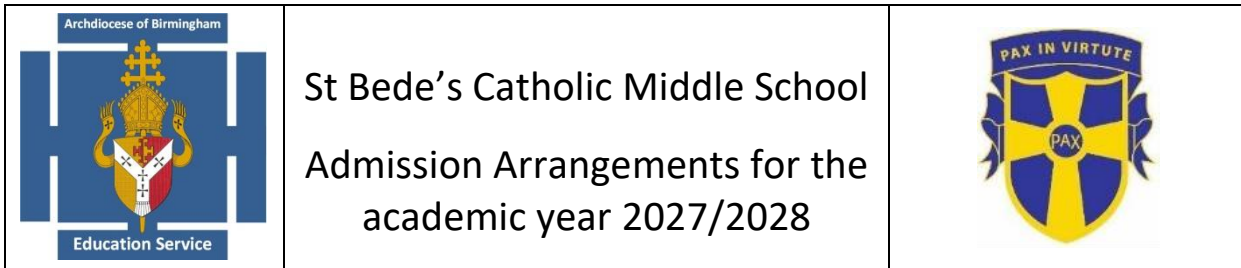 Archdiocese of Birmingham
Education Service
St Bede’s Catholic Middle School
Admission Arrangements for the
academic year 2027/2028
PAX IN VIRTUTE
PAX